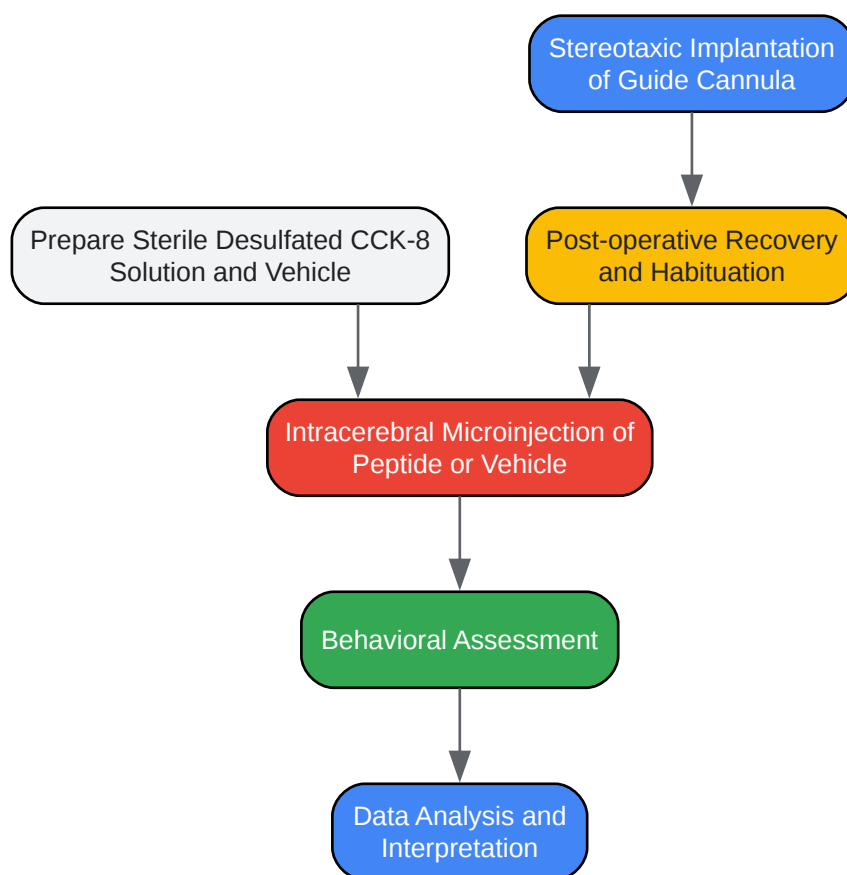 Stereotaxic Implantation
of Guide Cannula
Prepare Sterile Desulfated CCK-8
Solution and Vehicle
Post-operative Recovery
and Habituation
Intracerebral Microinjection of
Peptide or Vehicle
Behavioral Assessment
Data Analysis and
Interpretation